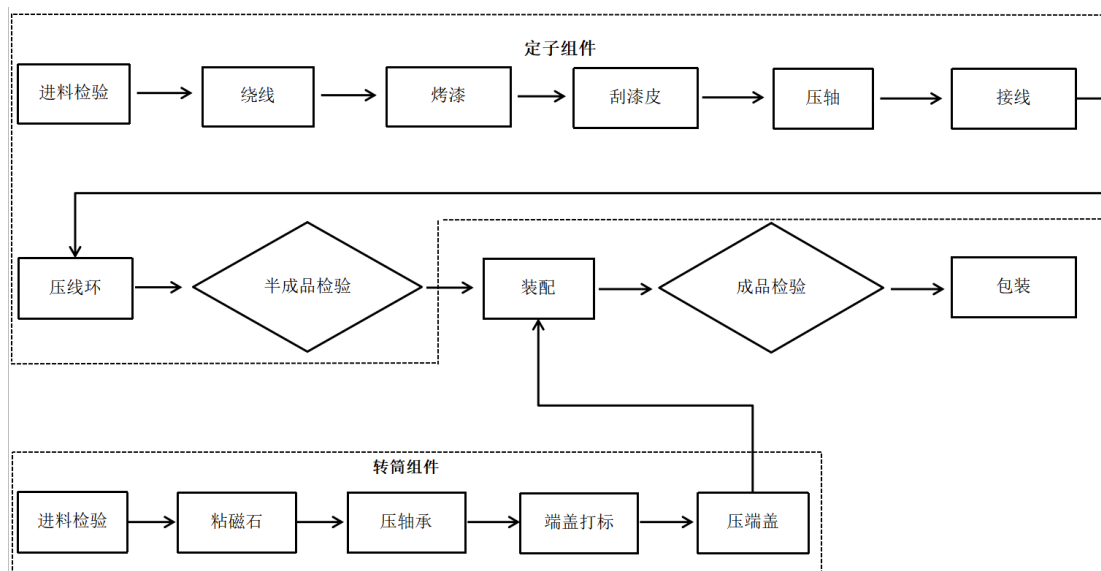 定子组件
进料检验
绕线
烤漆
刮漆皮
压轴
接线
压线环
半成品检验
装配
成品检验
包装
转筒组件
进料检验
粘磁石
压轴承
端盖打标
压端盖